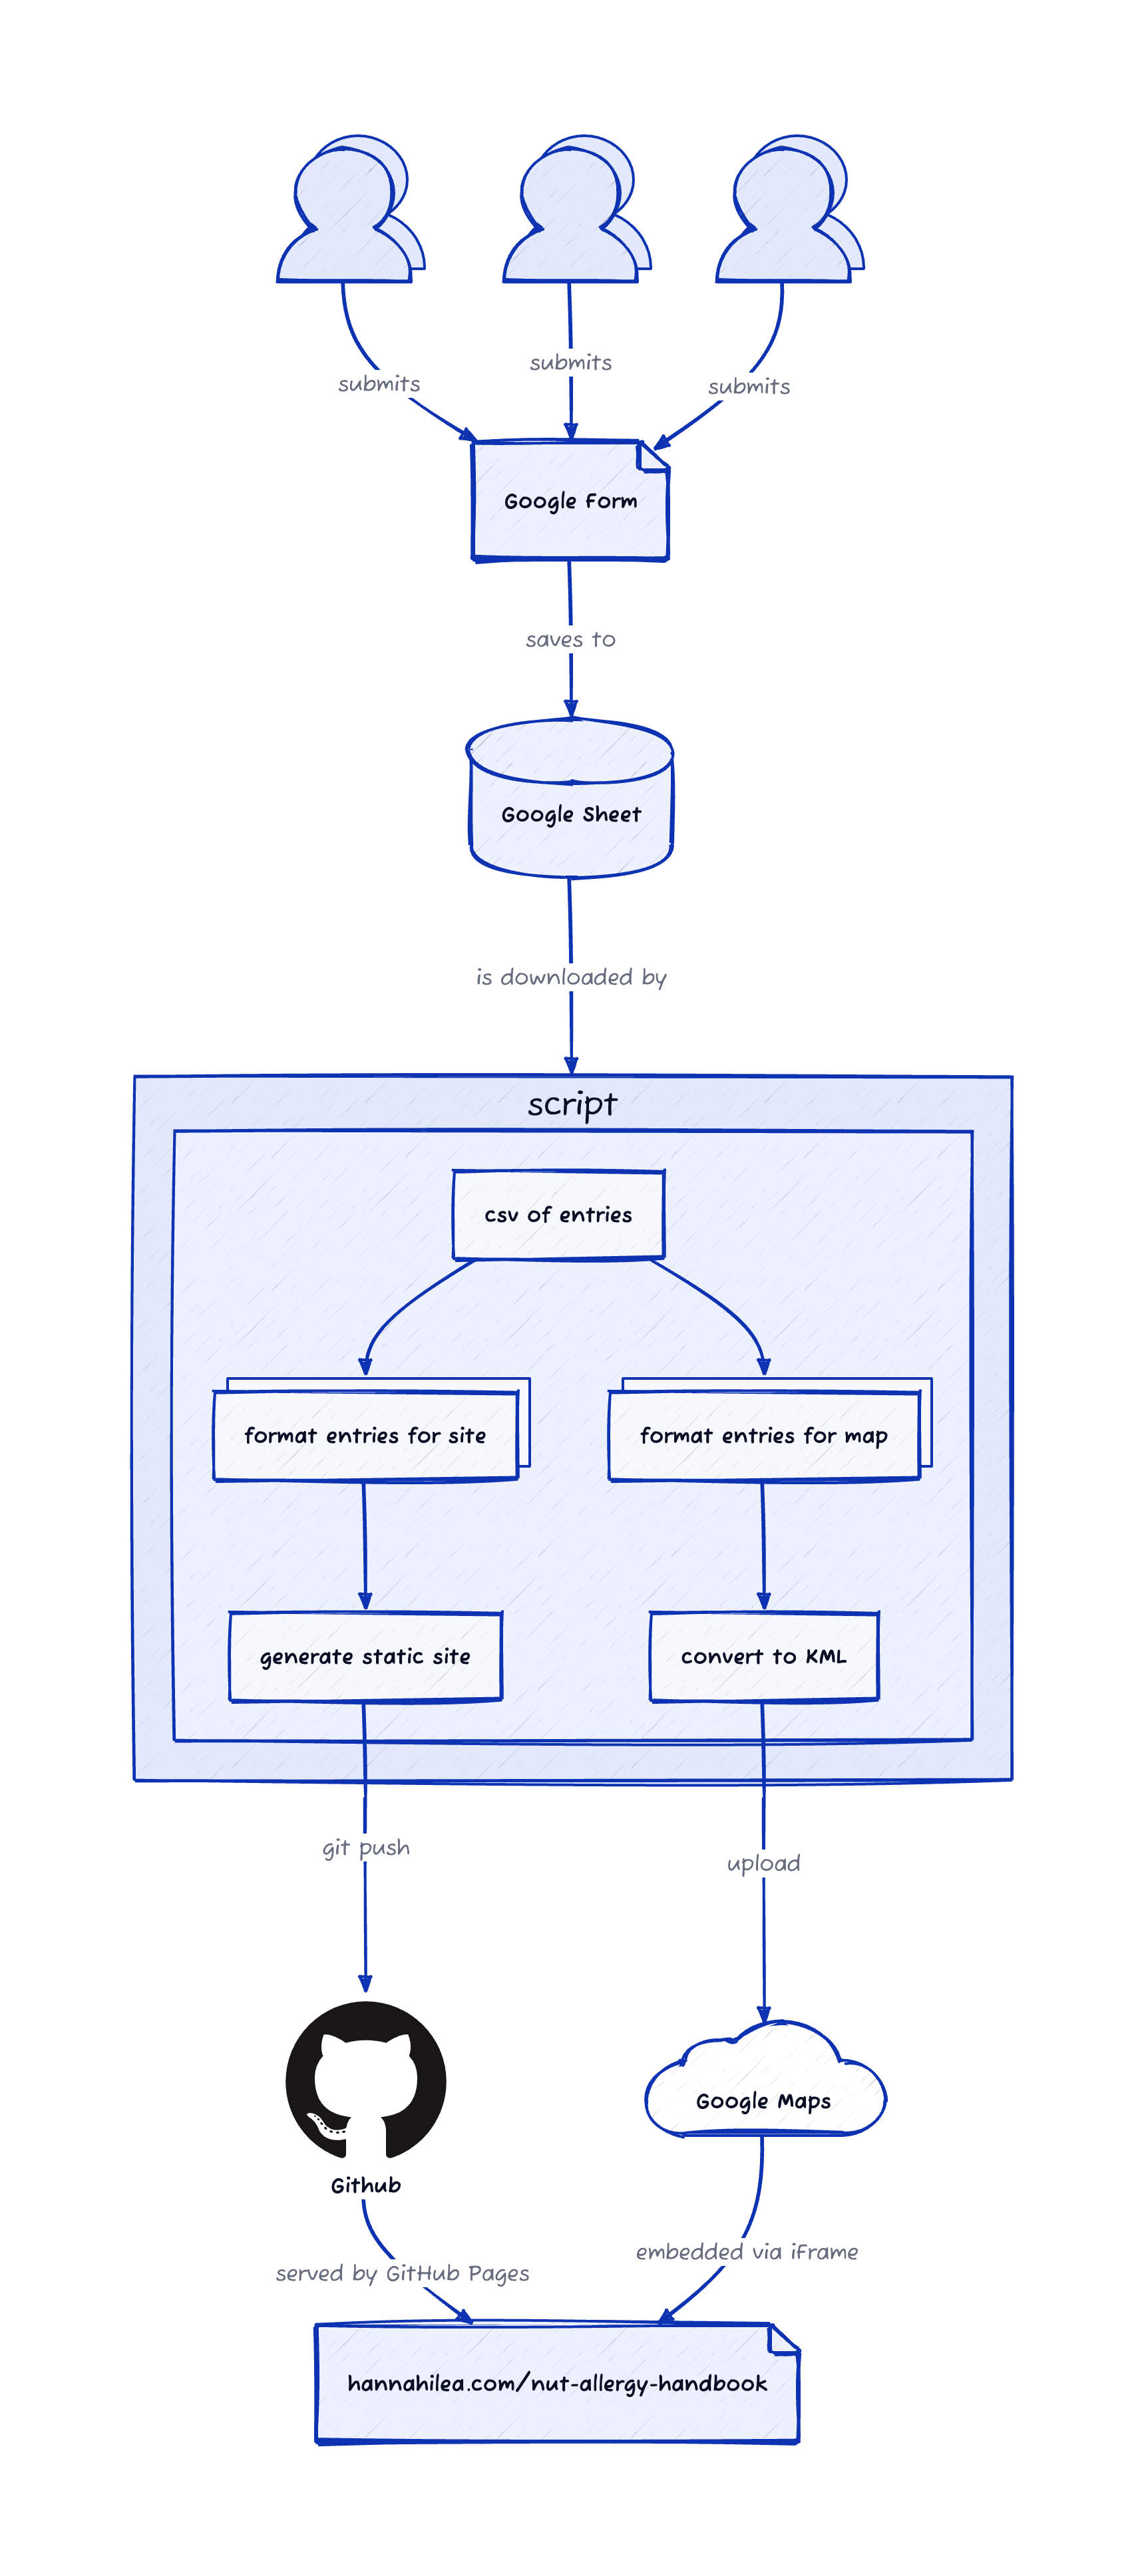 submits
submits
submits
Google Form
saves to
Google Sheet
is downloaded by
script
csv of entries
format entries for site
format entries for map
generate static site
convert to KML
git push
upload
Google Maps
Github
embedded via iFrame
served by GitHub Pages
hannahilea.com/nut-allergy-handbook